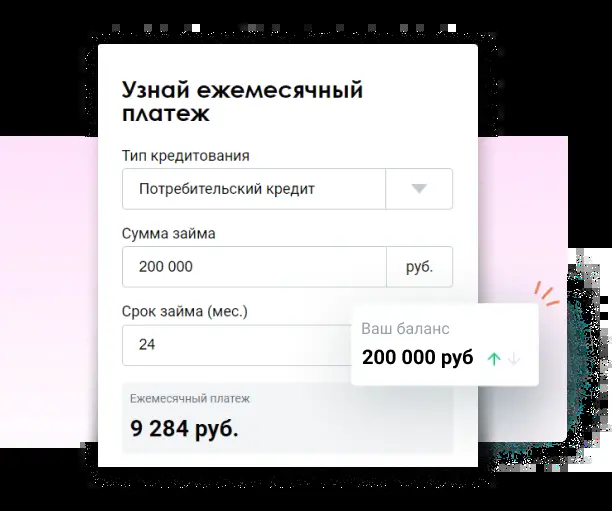 Узнай ежемесячный
платеж
Тип кредитования
Потребительский кредит
Сумма займа
200 000 руб.
Срок займа (мес.)
24
Ваш баланс
200 000 руб
Ежемесячный платеж
9 284 руб.